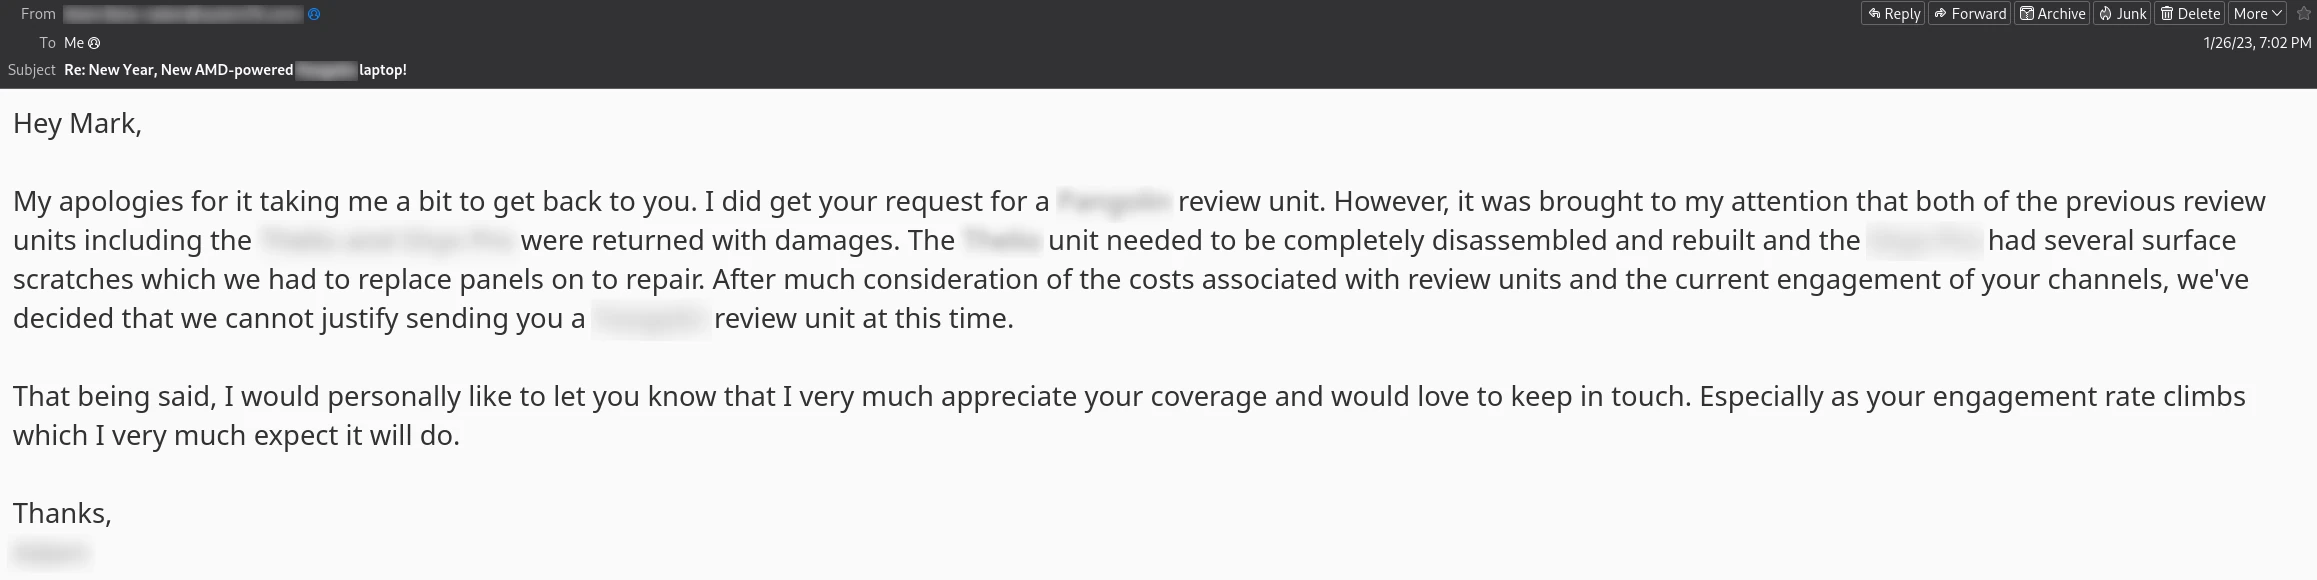 From
Reply Forward Archive Junk Delete More
To Me
1/26/23, 7:02 PM
Subject Re: New Year, New AMD-powered laptop!
Hey Mark,
My apologies for it taking me a bit to get back to you. I did get your request for a review unit. However, it was brought to my attention that both of the previous review
units including the were returned with damages. The unit needed to be completely disassembled and rebuilt and the had several surface
scratches which we had to replace panels on to repair. After much consideration of the costs associated with review units and the current engagement of your channels, we've
decided that we cannot justify sending you a review unit at this time.
That being said, I would personally like to let you know that I very much appreciate your coverage and would love to keep in touch. Especially as your engagement rate climbs
which I very much expect it will do.
Thanks,